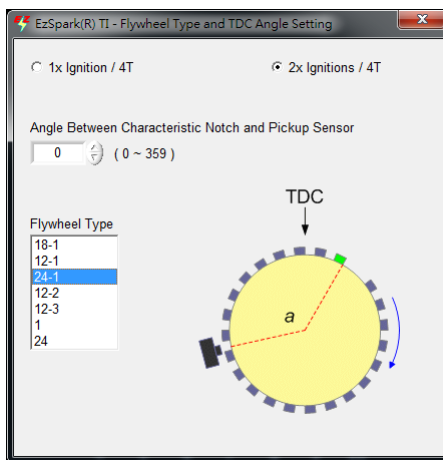 EzSpark(R) TI - Flywheel Type and TDC Angle Setting
1x Ignition / 4T
2x Ignitions / 4T
Angle Between Characteristic Notch and Pickup Sensor
0
( 0 ~ 359 )
TDC
Flywheel Type
18-1
12-1
24-1
12-2
12-3
1
24
a